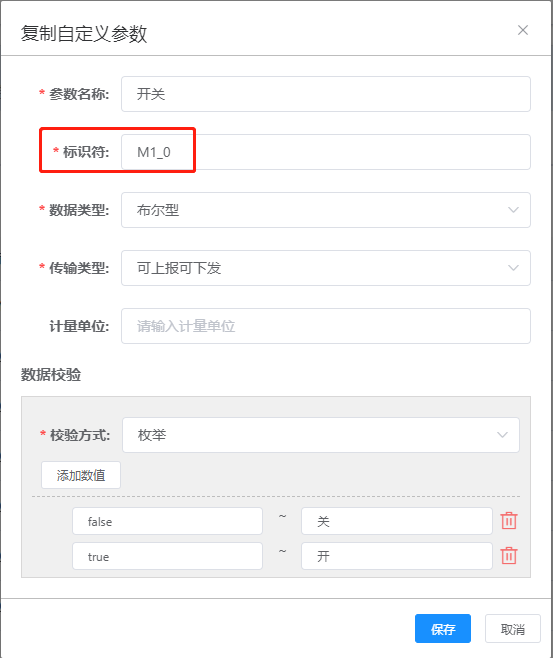 复制自定义参数
* 参数名称: 开关
* 标识符: M1_0
* 数据类型: 布尔型
* 传输类型: 可上报可下发
计量单位: 请输入计量单位
数据校验
* 校验方式: 枚举
添加数值
false ~ 关
true ~ 开
保存 取消